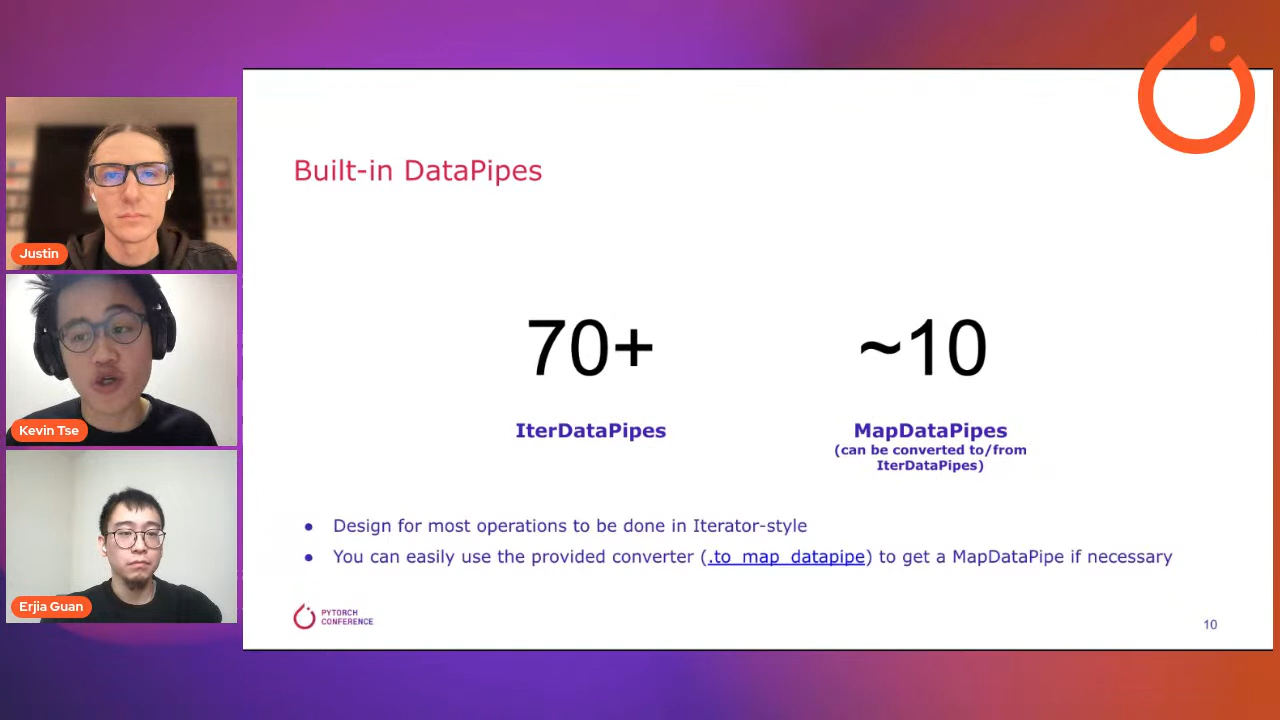 Justin
Kevin Tse
Erjia Guan
Built-in DataPipes
70+
IterDataPipes
~10
MapDataPipes
(can be converted to/from
IterDataPipes)
● Design for most operations to be done in Iterator-style
● You can easily use the provided converter (.to_map_datapipe) to get a MapDataPipe if necessary
PYTORCH
CONFERENCE
10